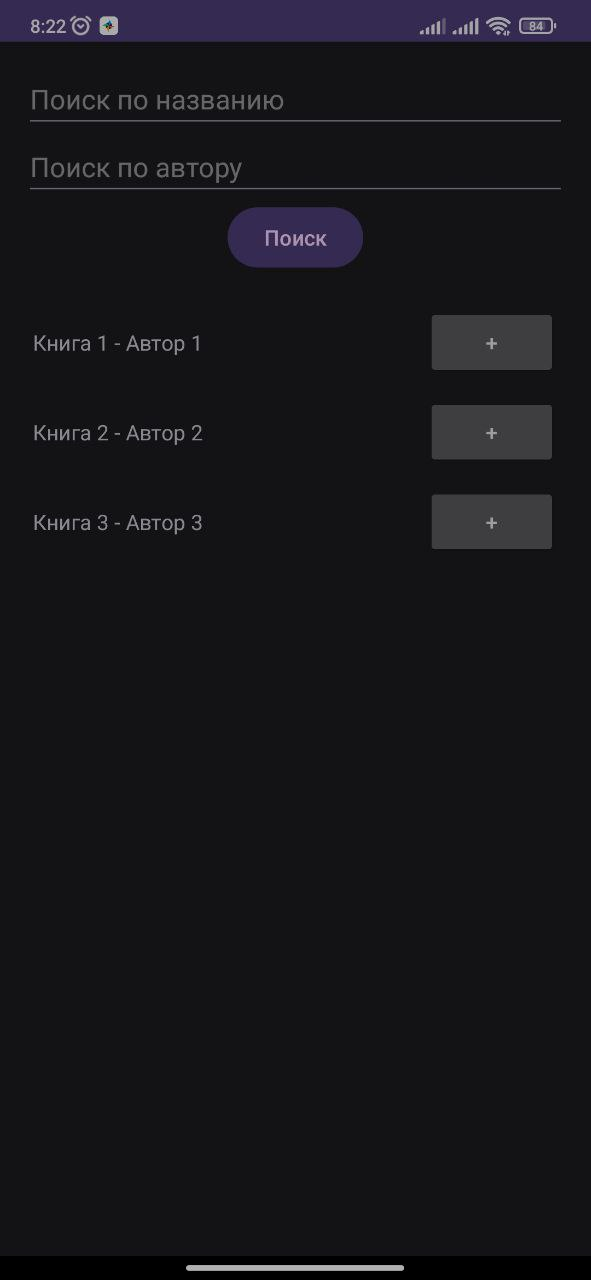 8:22
84
Поиск по названию
Поиск по автору
Поиск
Книга 1 - Автор 1
+
Книга 2 - Автор 2
+
Книга 3 - Автор 3
+